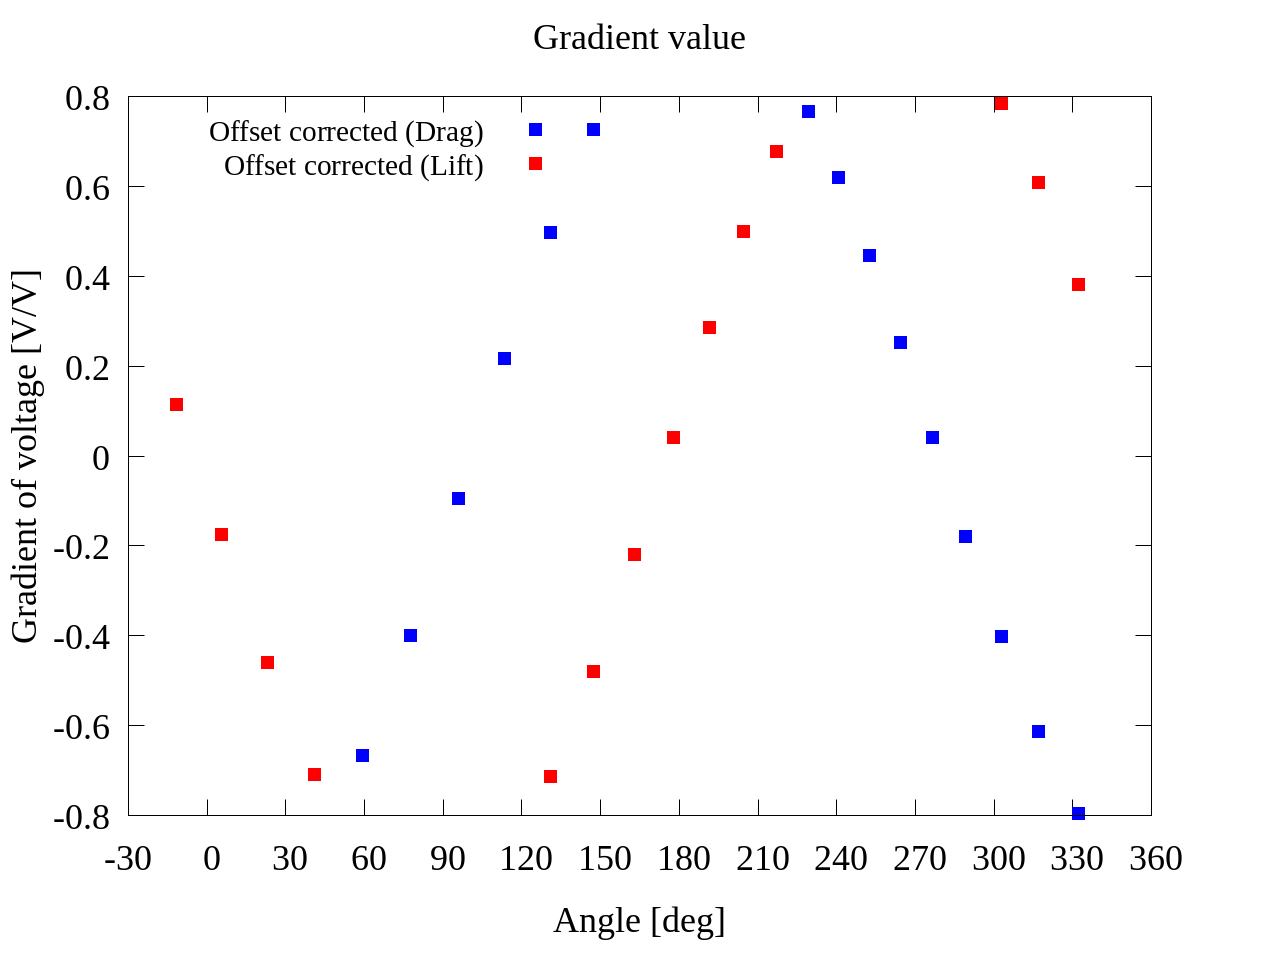 Gradient value
Offset corrected (Drag)
Offset corrected (Lift)
Gradient of voltage [V/V]
0.8
0.6
0.4
0.2
0
-0.2
-0.4
-0.6
-0.8
-30 0 30 60 90 120 150 180 210 240 270 300 330 360
Angle [deg]